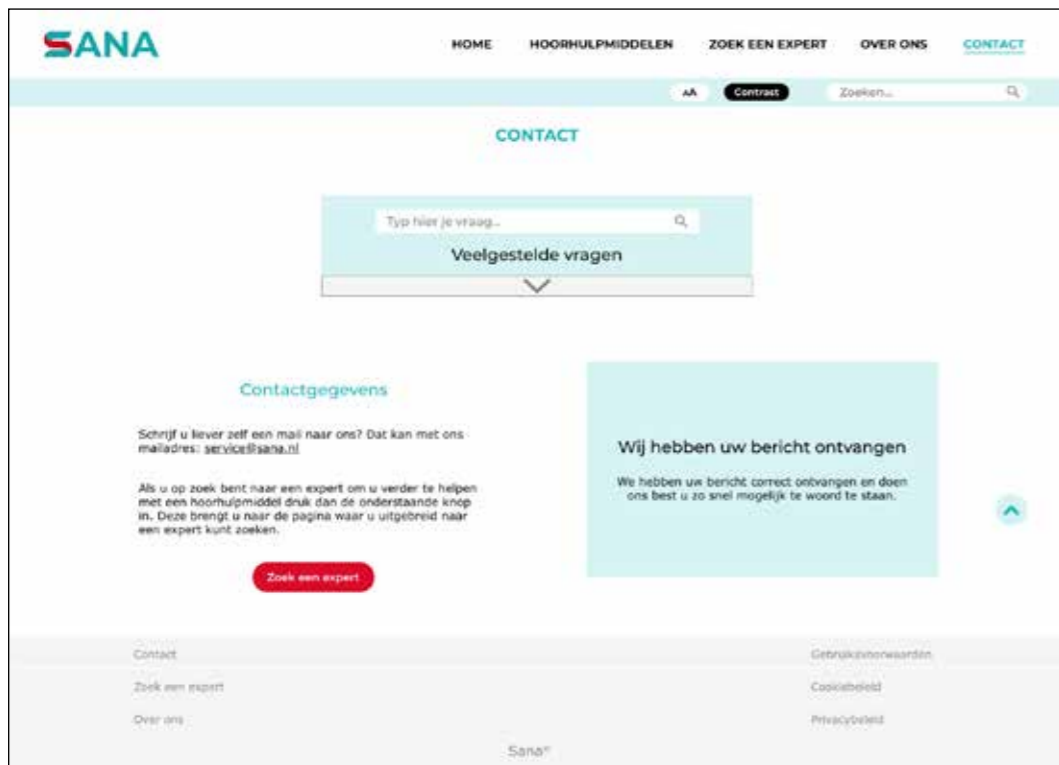 SANA
HOME HOORHULPMIDDELEN ZOEK EEN EXPERT OVER ONS CONTACT
AA Contrast Zoeken...
CONTACT
Typ hier je vraag...
Veelgestelde vragen
Contactgegevens
Schrijf u liever zelf een mail naar ons? Dat kan met ons
mailadres: service@sana.nl
Als u op zoek bent naar een expert om u verder te helpen
met een hoorhulpmiddel druk dan de onderstaande knop
in. Deze brengt u naar de pagina waar u uitgebreid naar
een expert kunt zoeken.
Zoek een expert
Wij hebben uw bericht ontvangen
We hebben uw bericht correct ontvangen en doen
ons best u zo snel mogelijk te woord te staan.
Contact
Zoek een expert
Over ons
Gebruiksvoorwaarden
Cookiebeleid
Privacybeleid
Sana®